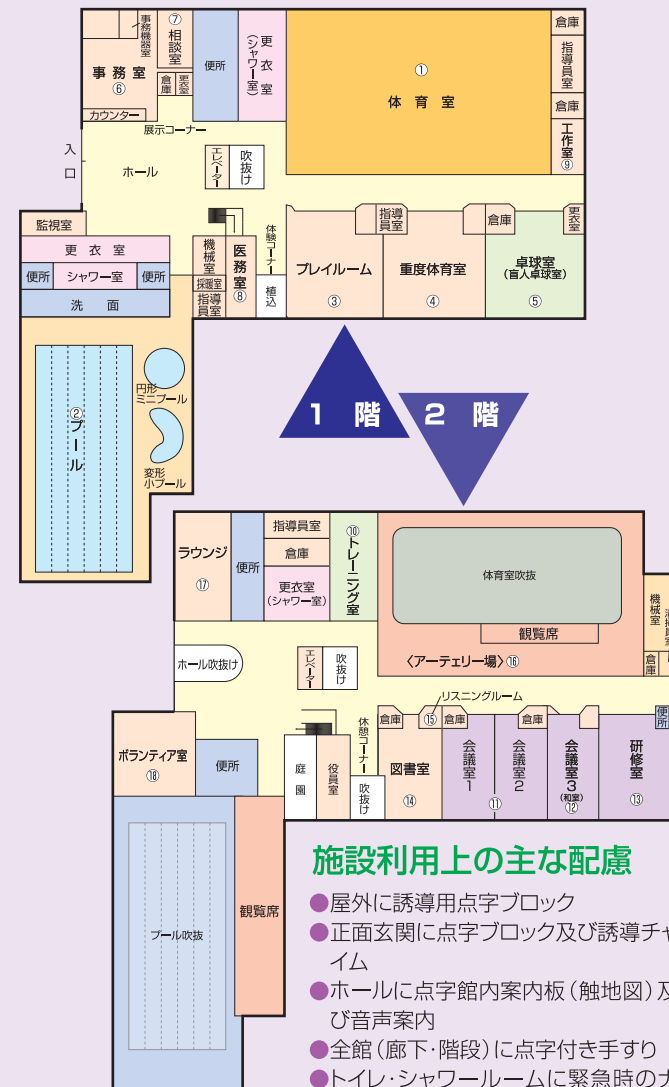 事務機器室
⑦
相談室
事務室
⑥
倉庫
更衣室
カウンター
便所
更衣室
(シャワー室)
①
体育室
倉庫
指導員室
倉庫
工作室
⑨
展示コーナー
入口
ホール
エレベーター
吹抜け
監視室
更衣室
便所
シャワー室
便所
洗面
機械室
採暖室
指導員室
医務室
⑧
体験コーナー
植込
プレイルーム
③
指導員室
重度体育室
④
倉庫
更衣室
卓球室
(盲人卓球室)
⑤
②プール
円形
ミニプール
変形
小プール
1階
2階
ラウンジ
⑰
便所
指導員室
倉庫
更衣室
(シャワー室)
⑩
トレーニング室
体育室吹抜
観覧席
〈アーチェリー場〉⑯
機械室
倉庫
ホール吹抜け
エレベーター
吹抜け
リスニングルーム
便所
ボランティア室
⑱
便所
庭園
役員室
休憩コーナー
吹抜け
倉庫
⑮
倉庫
倉庫
図書室
⑭
会議室1
⑪
会議室2
会議室3
(和室)
⑫
研修室
⑬
プール吹抜
観覧席
施設利用上の主な配慮
●屋外に誘導用点字ブロック
●正面玄関に点字ブロック及び誘導チャ
イム
●ホールに点字館内案内板(触地図)及
び音声案内
●全館(廊下・階段)に点字付き手すり
●トイレ・シャワールームに緊急時の